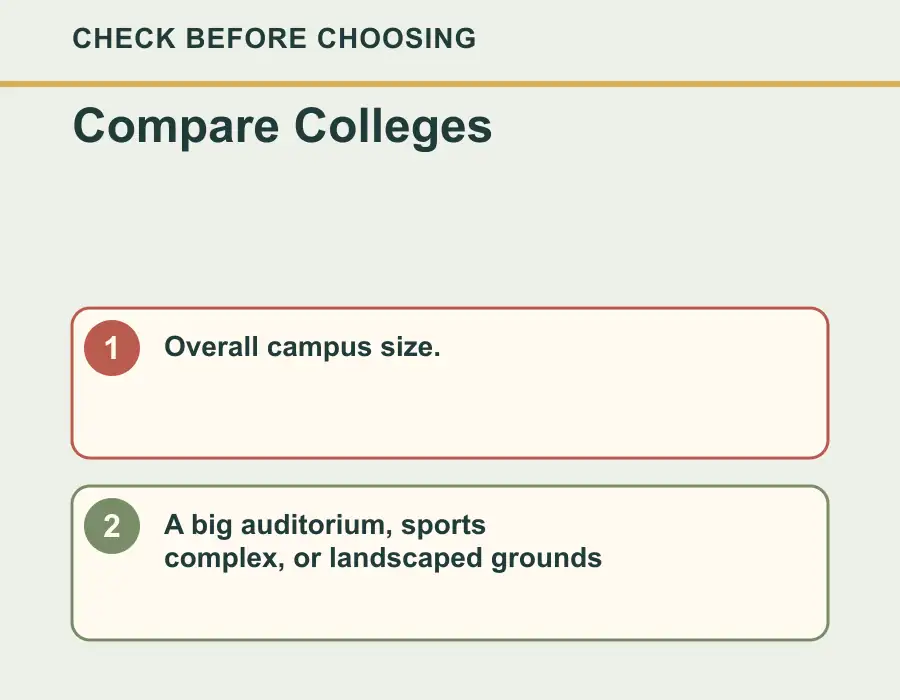 CHECK BEFORE CHOOSING
Compare Colleges
1
Overall campus size.
2
A big auditorium, sports
complex, or landscaped grounds